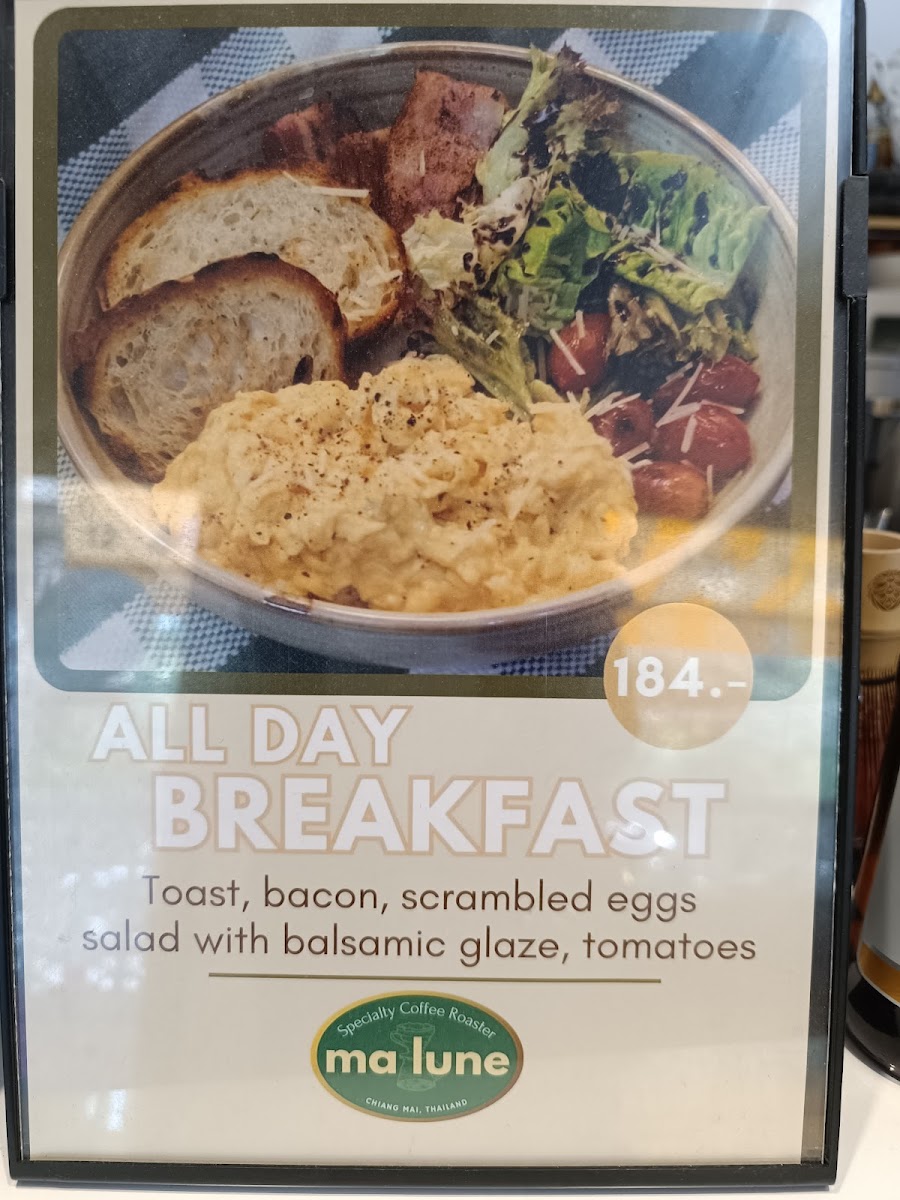 184.-
ALL DAY
BREAKFAST
Toast, bacon, scrambled eggs
salad with balsamic glaze, tomatoes
Specialty Coffee Roaster
ma lune
CHIANG MAI, THAILAND